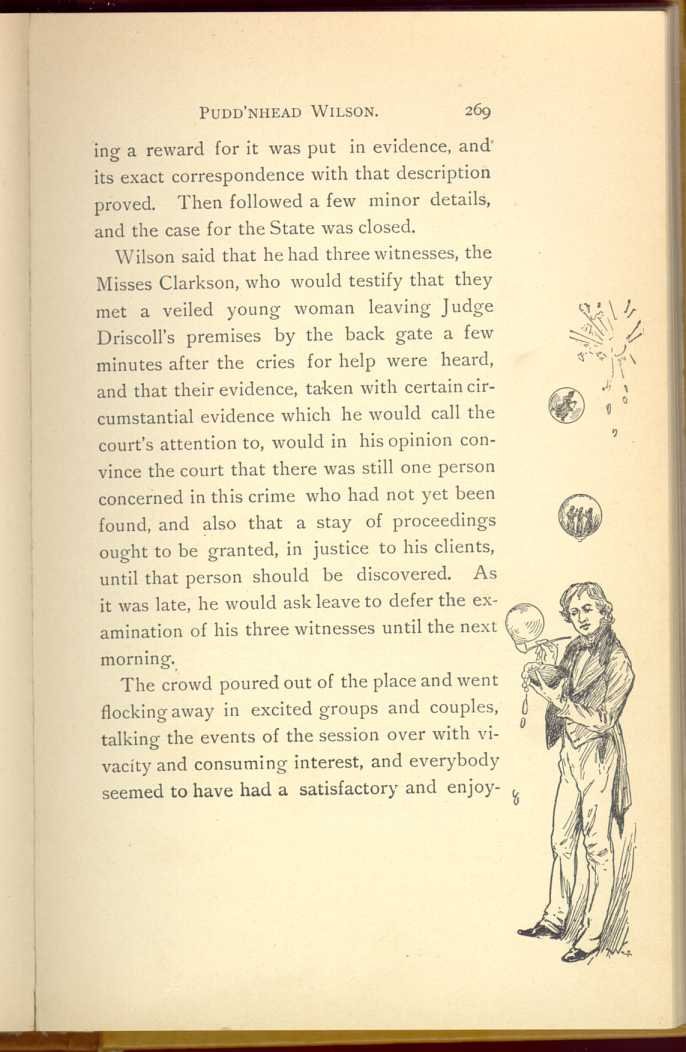 PUDD'NHEAD WILSON. 269
ing a reward for it was put in evidence, and
its exact correspondence with that description
proved. Then followed a few minor details,
and the case for the State was closed.
Wilson said that he had three witnesses, the
Misses Clarkson, who would testify that they
met a veiled young woman leaving Judge
Driscoll's premises by the back gate a few
minutes after the cries for help were heard,
and that their evidence, taken with certain cir-
cumstantial evidence which he would call the
court's attention to, would in his opinion con-
vince the court that there was still one person
concerned in this crime who had not yet been
found, and also that a stay of proceedings
ought to be granted, in justice to his clients,
until that person should be discovered. As
it was late, he would ask leave to defer the ex-
amination of his three witnesses until the next
morning.
The crowd poured out of the place and went
flocking away in excited groups and couples,
talking the events of the session over with vi-
vacity and consuming interest, and everybody
seemed to have had a satisfactory and enjoy-